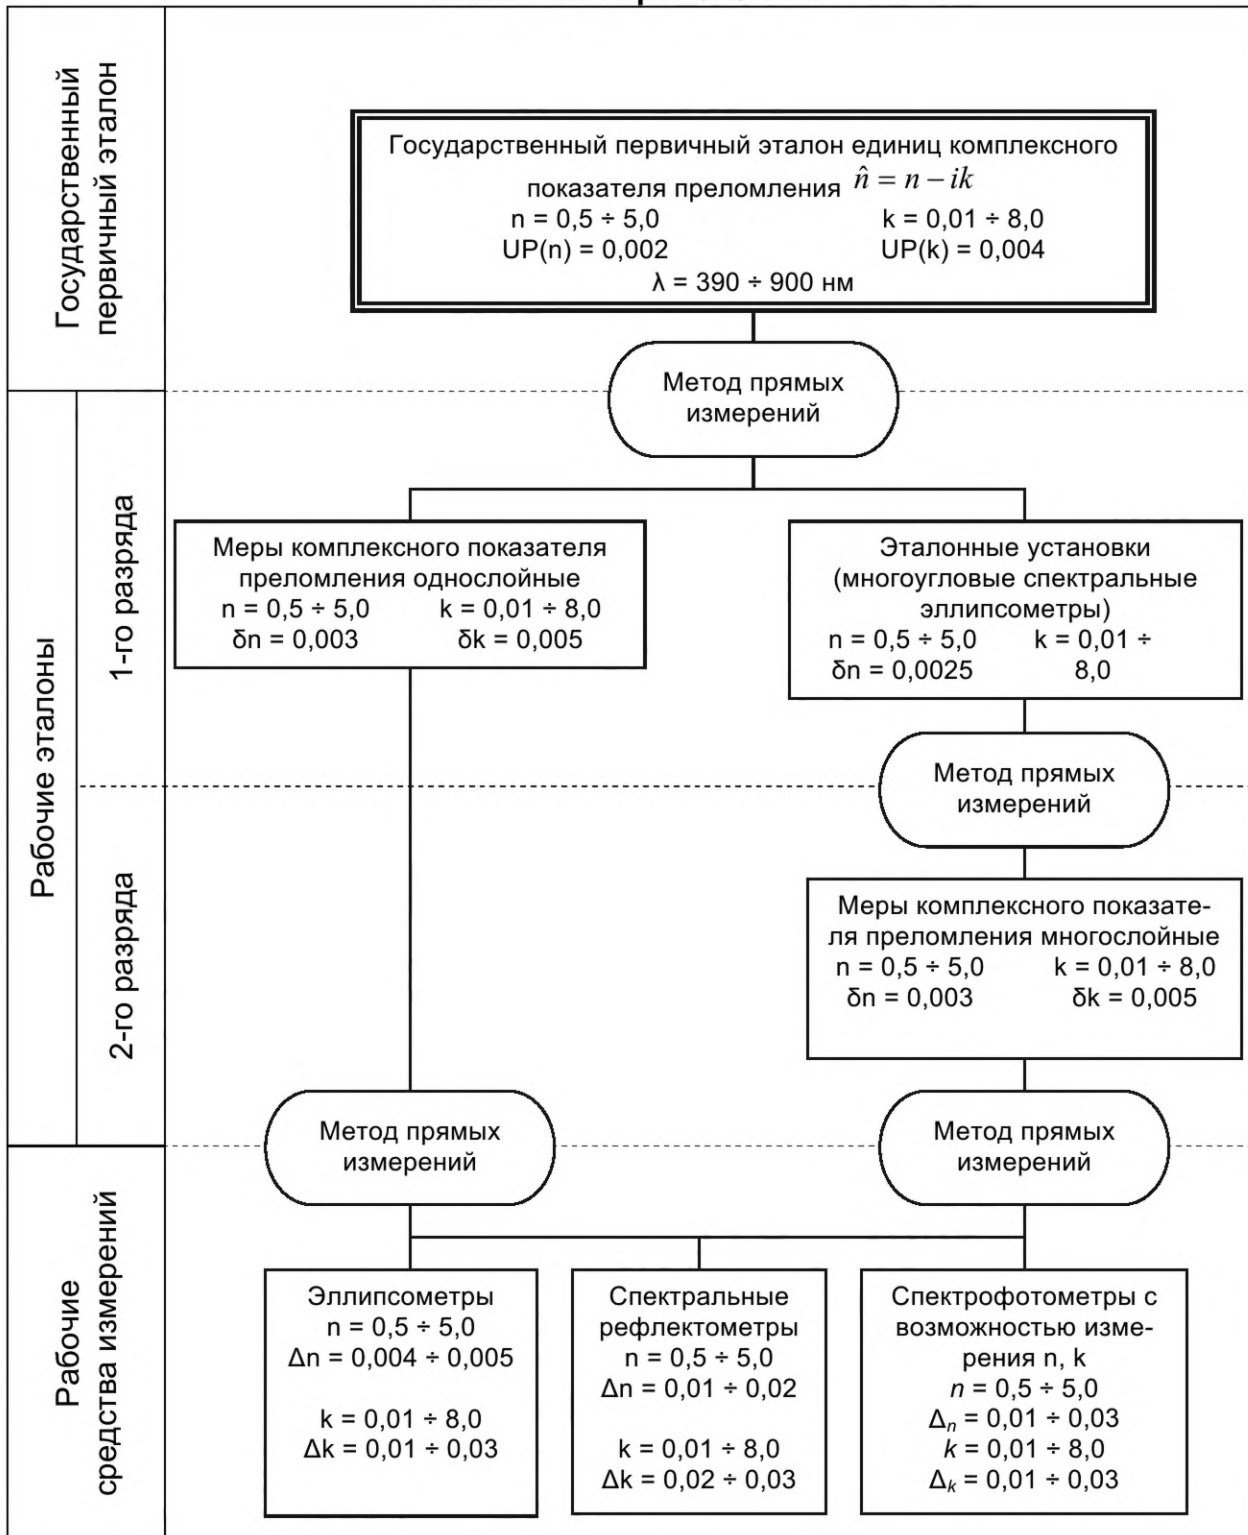 Государственный
первичный эталон
Государственный первичный эталон единиц комплексного
показателя преломления n̂ = n – ik
n = 0,5 ÷ 5,0 k = 0,01 ÷ 8,0
UP(n) = 0,002 UP(k) = 0,004
λ = 390 ÷ 900 нм
Метод прямых
измерений
Рабочие эталоны
1-го разряда
Меры комплексного показателя
преломления однослойные
n = 0,5 ÷ 5,0 k = 0,01 ÷ 8,0
δn = 0,003 δk = 0,005
Эталонные установки
(многоугловые спектральные
эллипсометры)
n = 0,5 ÷ 5,0 k = 0,01 ÷
δn = 0,0025 8,0
Метод прямых
измерений
2-го разряда
Меры комплексного показате-
ля преломления многослойные
n = 0,5 ÷ 5,0 k = 0,01 ÷ 8,0
δn = 0,003 δk = 0,005
Метод прямых
измерений
Метод прямых
измерений
Рабочие
средства измерений
Эллипсометры
n = 0,5 ÷ 5,0
Δn = 0,004 ÷ 0,005
k = 0,01 ÷ 8,0
Δk = 0,01 ÷ 0,03
Спектральные
рефлектометры
n = 0,5 ÷ 5,0
Δn = 0,01 ÷ 0,02
k = 0,01 ÷ 8,0
Δk = 0,02 ÷ 0,03
Спектрофотометры с
возможностью изме-
рения n, k
n = 0,5 ÷ 5,0
Δₙ = 0,01 ÷ 0,03
k = 0,01 ÷ 8,0
Δₖ = 0,01 ÷ 0,03